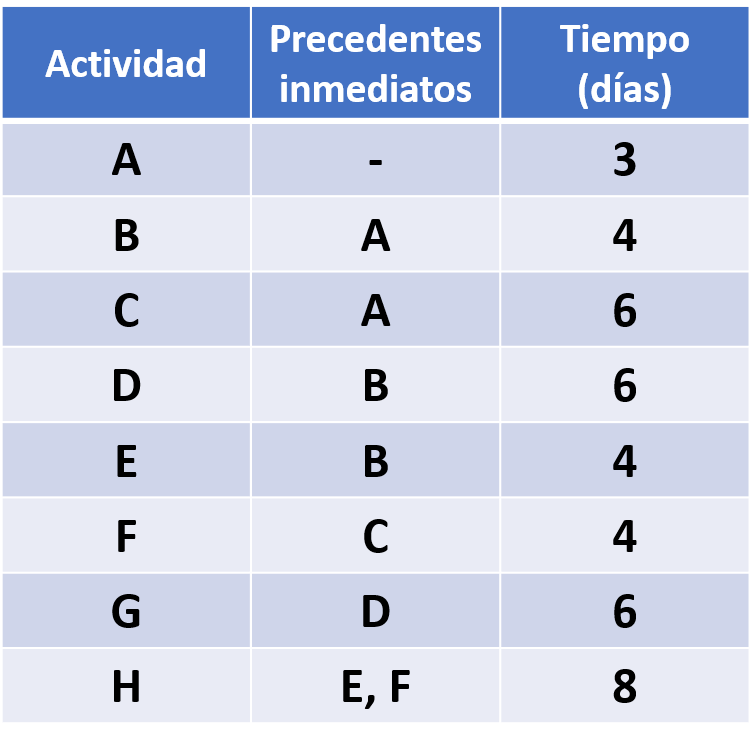 Actividad Precedentes inmediatos Tiempo (días)
A - 3
B A 4
C A 6
D B 6
E B 4
F C 4
G D 6
H E, F 8